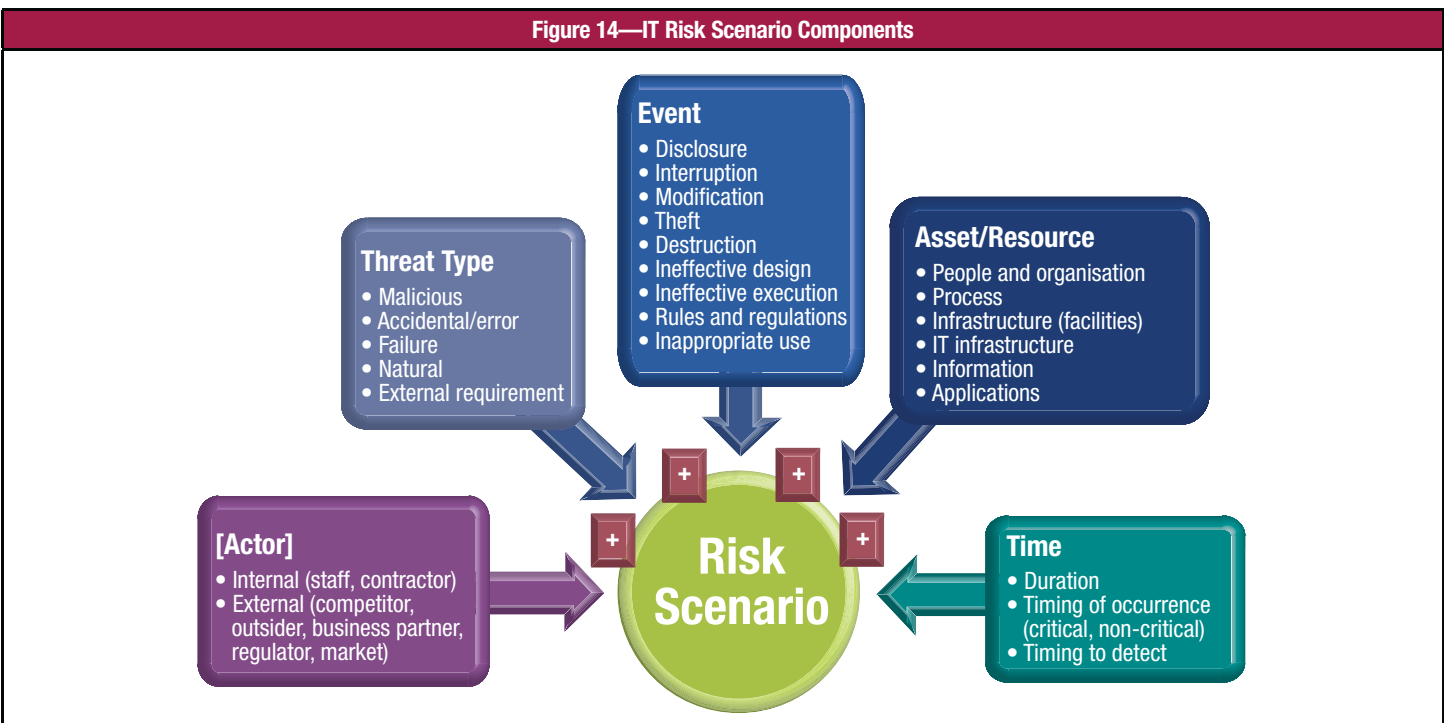 Figure 14—IT Risk Scenario Components
Event
• Disclosure
• Interruption
• Modification
• Theft
• Destruction
• Ineffective design
• Ineffective execution
• Rules and regulations
• Inappropriate use
Threat Type
• Malicious
• Accidental/error
• Failure
• Natural
• External requirement
Asset/Resource
• People and organisation
• Process
• Infrastructure (facilities)
• IT infrastructure
• Information
• Applications
[Actor]
• Internal (staff, contractor)
• External (competitor,
outsider, business partner,
regulator, market)
+
+
+
+
Risk
Scenario
Time
• Duration
• Timing of occurrence
(critical, non-critical)
• Timing to detect